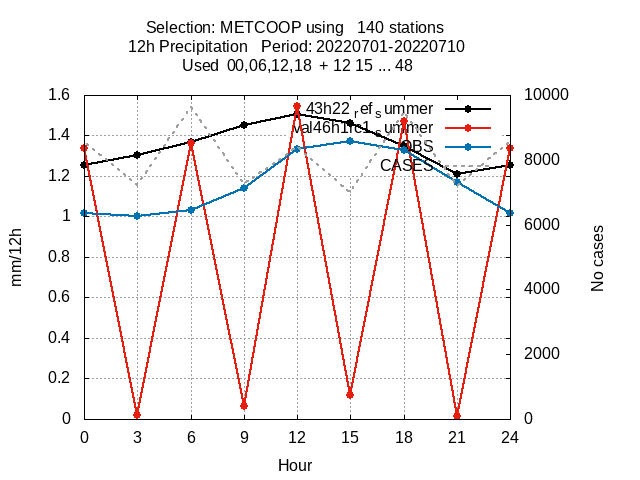 Selection: METCOOP using 140 stations
12h Precipitation Period: 20220701-20220710
Used 00,06,12,18 + 12 15 ... 48
43h22refsummer
val46h1rc1summer
OBS
CASES
mm/12h
No cases
1.6
1.4
1.2
1
0.8
0.6
0.4
0.2
0
10000
8000
6000
4000
2000
0
0 3 6 9 12 15 18 21 24
Hour